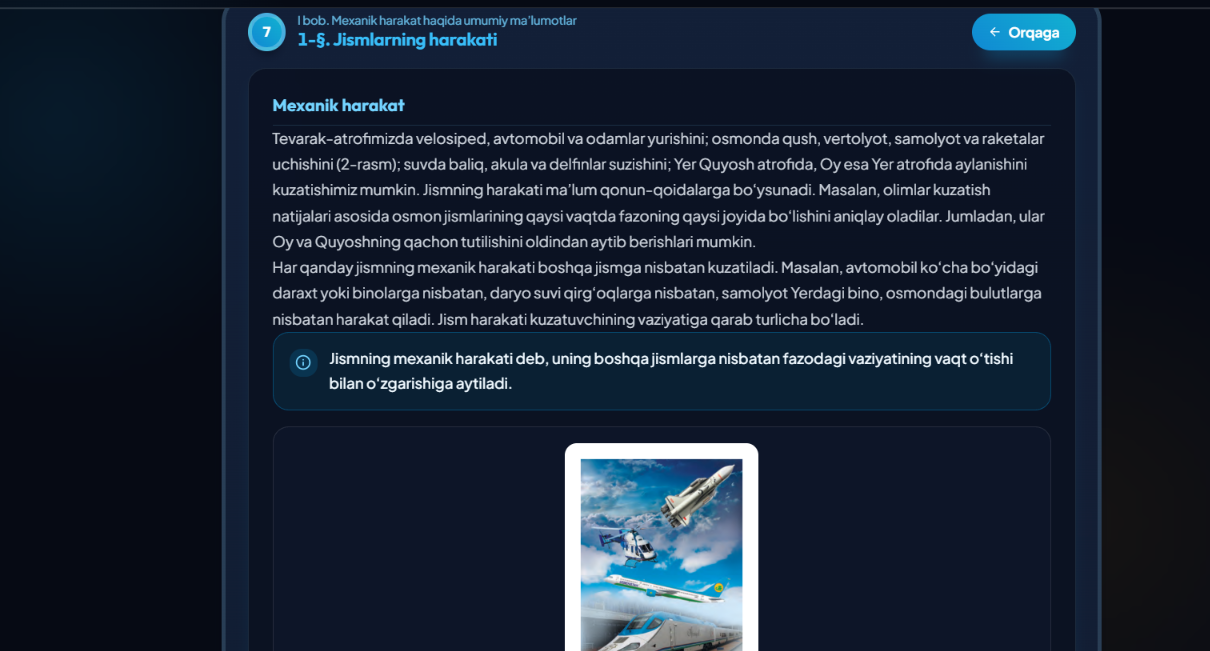 7
I bob. Mexanik harakat haqida umumiy ma’lumotlar
1-§. Jismlarning harakati
← Orqaga
Mexanik harakat
Tevarak-atrofimizda velosiped, avtomobil va odamlar yurishini; osmonda qush, vertolyot, samolyot va raketalar
uchishini (2-rasm); suvda baliq, akula va delfinlar suzishini; Yer Quyosh atrofida, Oy esa Yer atrofida aylanishini
kuzatishimiz mumkin. Jismning harakati ma’lum qonun-qoidalarga bo‘ysunadi. Masalan, olimlar kuzatish
natijalari asosida osmon jismlarining qaysi vaqtda fazoning qaysi joyida bo‘lishini aniqlay oladilar. Jumladan, ular
Oy va Quyoshning qachon tutilishini oldindan aytib berishlari mumkin.
Har qanday jismning mexanik harakati boshqa jismga nisbatan kuzatiladi. Masalan, avtomobil ko‘cha bo‘yidagi
daraxt yoki binolarga nisbatan, daryo suvi qirg‘oqlarga nisbatan, samolyot Yerdagi bino, osmondagi bulutlarga
nisbatan harakat qiladi. Jism harakati kuzatuvchining vaziyatiga qarab turlicha bo‘ladi.
Jismning mexanik harakati deb, uning boshqa jismlarga nisbatan fazodagi vaziyatining vaqt o‘tishi
bilan o‘zgarishiga aytiladi.